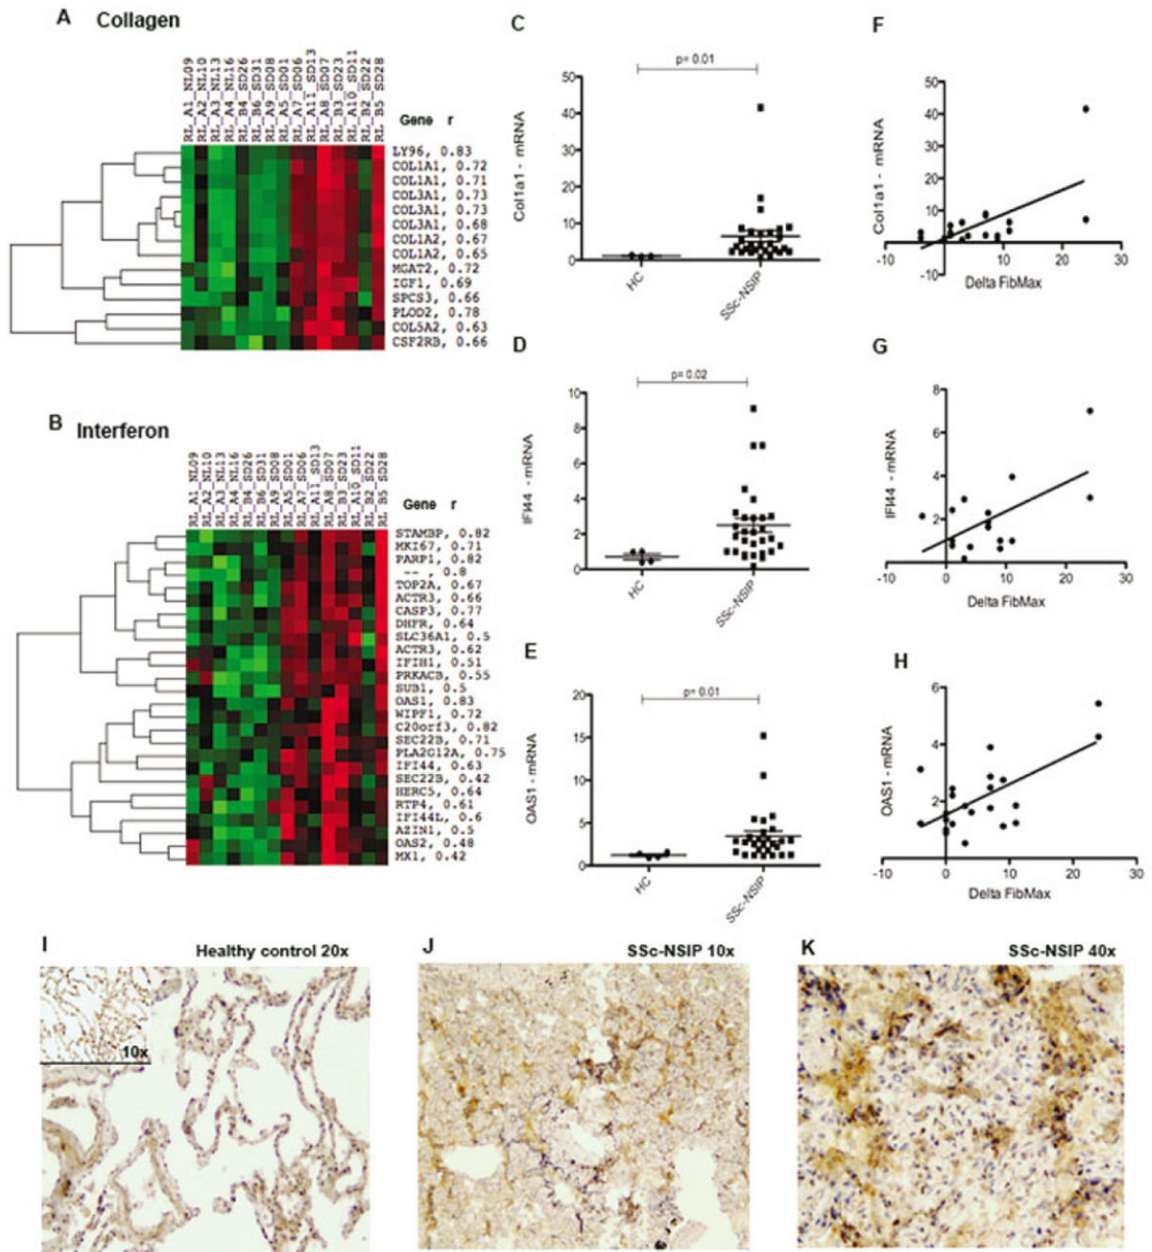 A Collagen
RL_A1_NL09
RL_A2_NL10
RL_A3_NL13
RL_A4_NL16
RL_B4_SD26
RL_B6_SD31
RL_A9_SD08
RL_A5_SD01
RL_A7_SD06
RL_A11_SD13
RL_A8_SD07
RL_B3_SD23
RL_A10_SD11
RL_B2_SD22
RL_B5_SD28
Gene r
LY96, 0.83
COL1A1, 0.72
COL1A1, 0.71
COL3A1, 0.73
COL3A1, 0.73
COL3A1, 0.68
COL1A2, 0.67
COL1A2, 0.65
MGAT2, 0.72
IGF1, 0.69
SPCS3, 0.66
PLOD2, 0.78
COL5A2, 0.63
CSF2RB, 0.66
B Interferon
RL_A1_NL09
RL_A2_NL10
RL_A3_NL13
RL_A4_NL16
RL_B4_SD26
RL_B6_SD31
RL_A9_SD08
RL_A5_SD01
RL_A7_SD06
RL_A11_SD13
RL_A8_SD07
RL_B3_SD23
RL_A10_SD11
RL_B2_SD22
RL_B5_SD28
Gene r
STAMBP, 0.82
MKI67, 0.71
PARP1, 0.82
-- , 0.8
TOP2A, 0.67
ACTR3, 0.66
CASP3, 0.77
DHFR, 0.64
SLC36A1, 0.5
ACTR3, 0.62
IFIH1, 0.51
PRKACB, 0.55
SUB1, 0.5
OAS1, 0.83
WIPF1, 0.72
C20orf3, 0.82
SEC22B, 0.71
PLA2G12A, 0.75
IFI44, 0.63
SEC22B, 0.42
HERC5, 0.64
RTP4, 0.61
IFI44L, 0.6
AZIN1, 0.5
OAS2, 0.48
MX1, 0.42
C
p= 0.01
Col1a1 - mRNA
50
40
30
20
10
0
HC
SSc-NSIP
F
Col1a1 - mRNA
50
40
30
20
10
-10
-10 0 10 20 30
Delta FibMax
D
p= 0.02
IFI44 - mRNA
10
8
6
4
2
0
HC
SSc-NSIP
G
IFI44 - mRNA
8
6
4
2
-10 0 10 20 30
Delta FibMax
E
p= 0.01
OAS1 - mRNA
20
15
10
5
0
HC
SSc-NSIP
H
OAS1 - mRNA
6
4
2
-10 0 10 20 30
Delta FibMax
I Healthy control 20x
10x
J SSc-NSIP 10x
K SSc-NSIP 40x